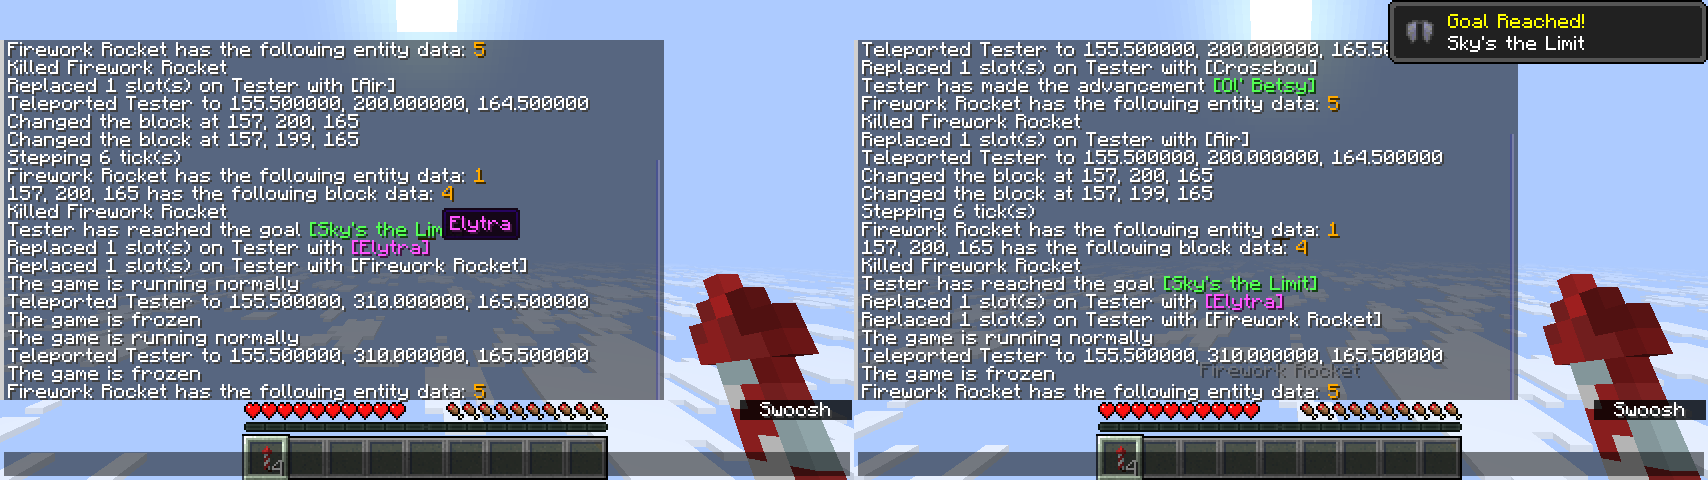 Firework Rocket has the following entity data: 5
Killed Firework Rocket
Replaced 1 slot(s) on Tester with [Air]
Teleported Tester to 155.500000, 200.000000, 164.500000
Changed the block at 157, 200, 165
Changed the block at 157, 199, 165
Stepping 6 tick(s)
Firework Rocket has the following entity data: 1
157, 200, 165 has the following block data: 4
Killed Firework Rocket
Tester has reached the goal [Sky's the Lim
Elytra
Replaced 1 slot(s) on Tester with [Elytra]
Replaced 1 slot(s) on Tester with [Firework Rocket]
The game is running normally
Teleported Tester to 155.500000, 310.000000, 165.500000
The game is frozen
The game is running normally
Teleported Tester to 155.500000, 310.000000, 165.500000
The game is frozen
Firework Rocket has the following entity data: 5
Swoosh
4
Goal Reached!
Sky's the Limit
Teleported Tester to 155.500000, 200.000000, 165.50
Replaced 1 slot(s) on Tester with [Crossbow]
Tester has made the advancement [Ol' Betsy]
Firework Rocket has the following entity data: 5
Killed Firework Rocket
Replaced 1 slot(s) on Tester with [Air]
Teleported Tester to 155.500000, 200.000000, 164.500000
Changed the block at 157, 200, 165
Changed the block at 157, 199, 165
Stepping 6 tick(s)
Firework Rocket has the following entity data: 1
157, 200, 165 has the following block data: 4
Killed Firework Rocket
Tester has reached the goal [Sky's the Limit]
Replaced 1 slot(s) on Tester with [Elytra]
Replaced 1 slot(s) on Tester with [Firework Rocket]
The game is running normally
Teleported Tester to 155.500000, 310.000000, 165.500000
The game is frozen
Firework Rocket
Firework Rocket has the following entity data: 5
Swoosh
4